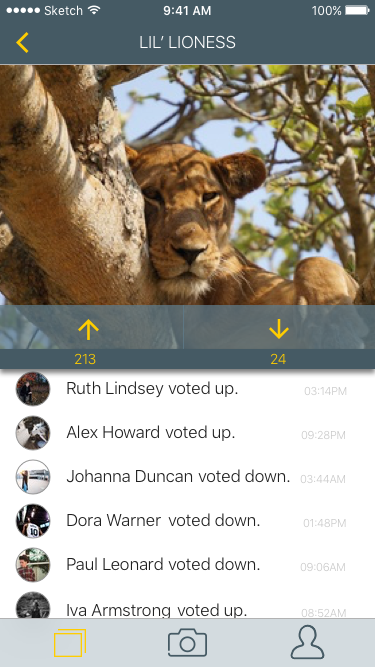 Sketch 9:41 AM 100%
LIL' LIONESS
213 24
Ruth Lindsey voted up. 03:14PM
Alex Howard voted up. 09:28PM
Johanna Duncan voted down. 03:44AM
Dora Warner voted down. 01:48PM
Paul Leonard voted down. 09:06AM
Iva Armstrong voted up. 08:52AM